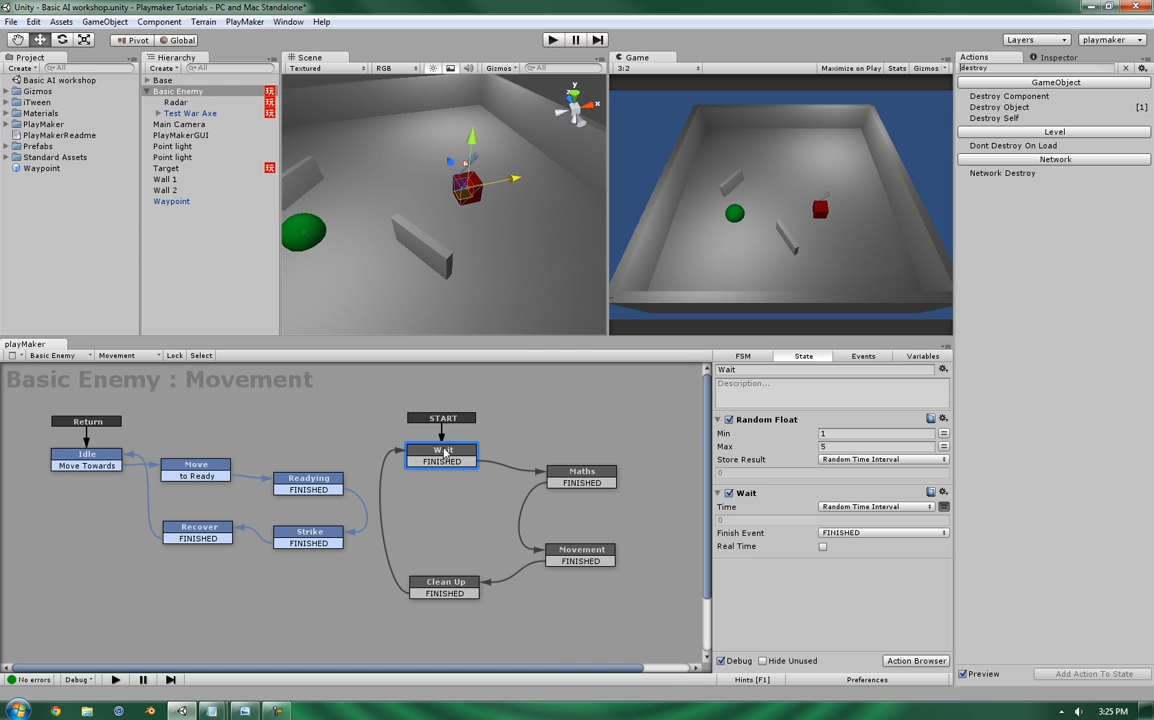 Unity - Basic AI workshop.unity - Playmaker Tutorials - PC and Mac Standalone*
File Edit Assets GameObject Component Terrain PlayMaker Window Help
Pivot Global Layers playmaker
Project
Create All
Basic AI workshop
Gizmos
iTween
Materials
PlayMaker
PlayMakerReadme
Prefabs
Standard Assets
Waypoint
Hierarchy
Create All
Base
Basic Enemy 玩
Radar 玩
Test War Axe 玩
Main Camera
PlayMakerGUI
Point light
Point light
Target 玩
Wall 1
Wall 2
Waypoint
Scene
Textured RGB Gizmos All
Y
X
Game
3:2 Maximize on Play Stats Gizmos
Actions Inspector
destroy
GameObject
Destroy Component
Destroy Object [1]
Destroy Self
Level
Dont Destroy On Load
Network
Network Destroy
Preview Add Action To State
playMaker
Basic Enemy Movement Lock Select
Basic Enemy : Movement
Return
Idle
Move Towards
Move
to Ready
Readying
FINISHED
Recover
FINISHED
Strike
FINISHED
START
Wait
FINISHED
Maths
FINISHED
Movement
FINISHED
Clean Up
FINISHED
No errors Debug
FSM State Events Variables
Wait
Description...
Random Float
Min 1
Max 5
Store Result Random Time Interval
0
Wait
Time Random Time Interval
0
Finish Event FINISHED
Real Time
Debug Hide Unused Action Browser
Hints [F1] Preferences
3:25 PM